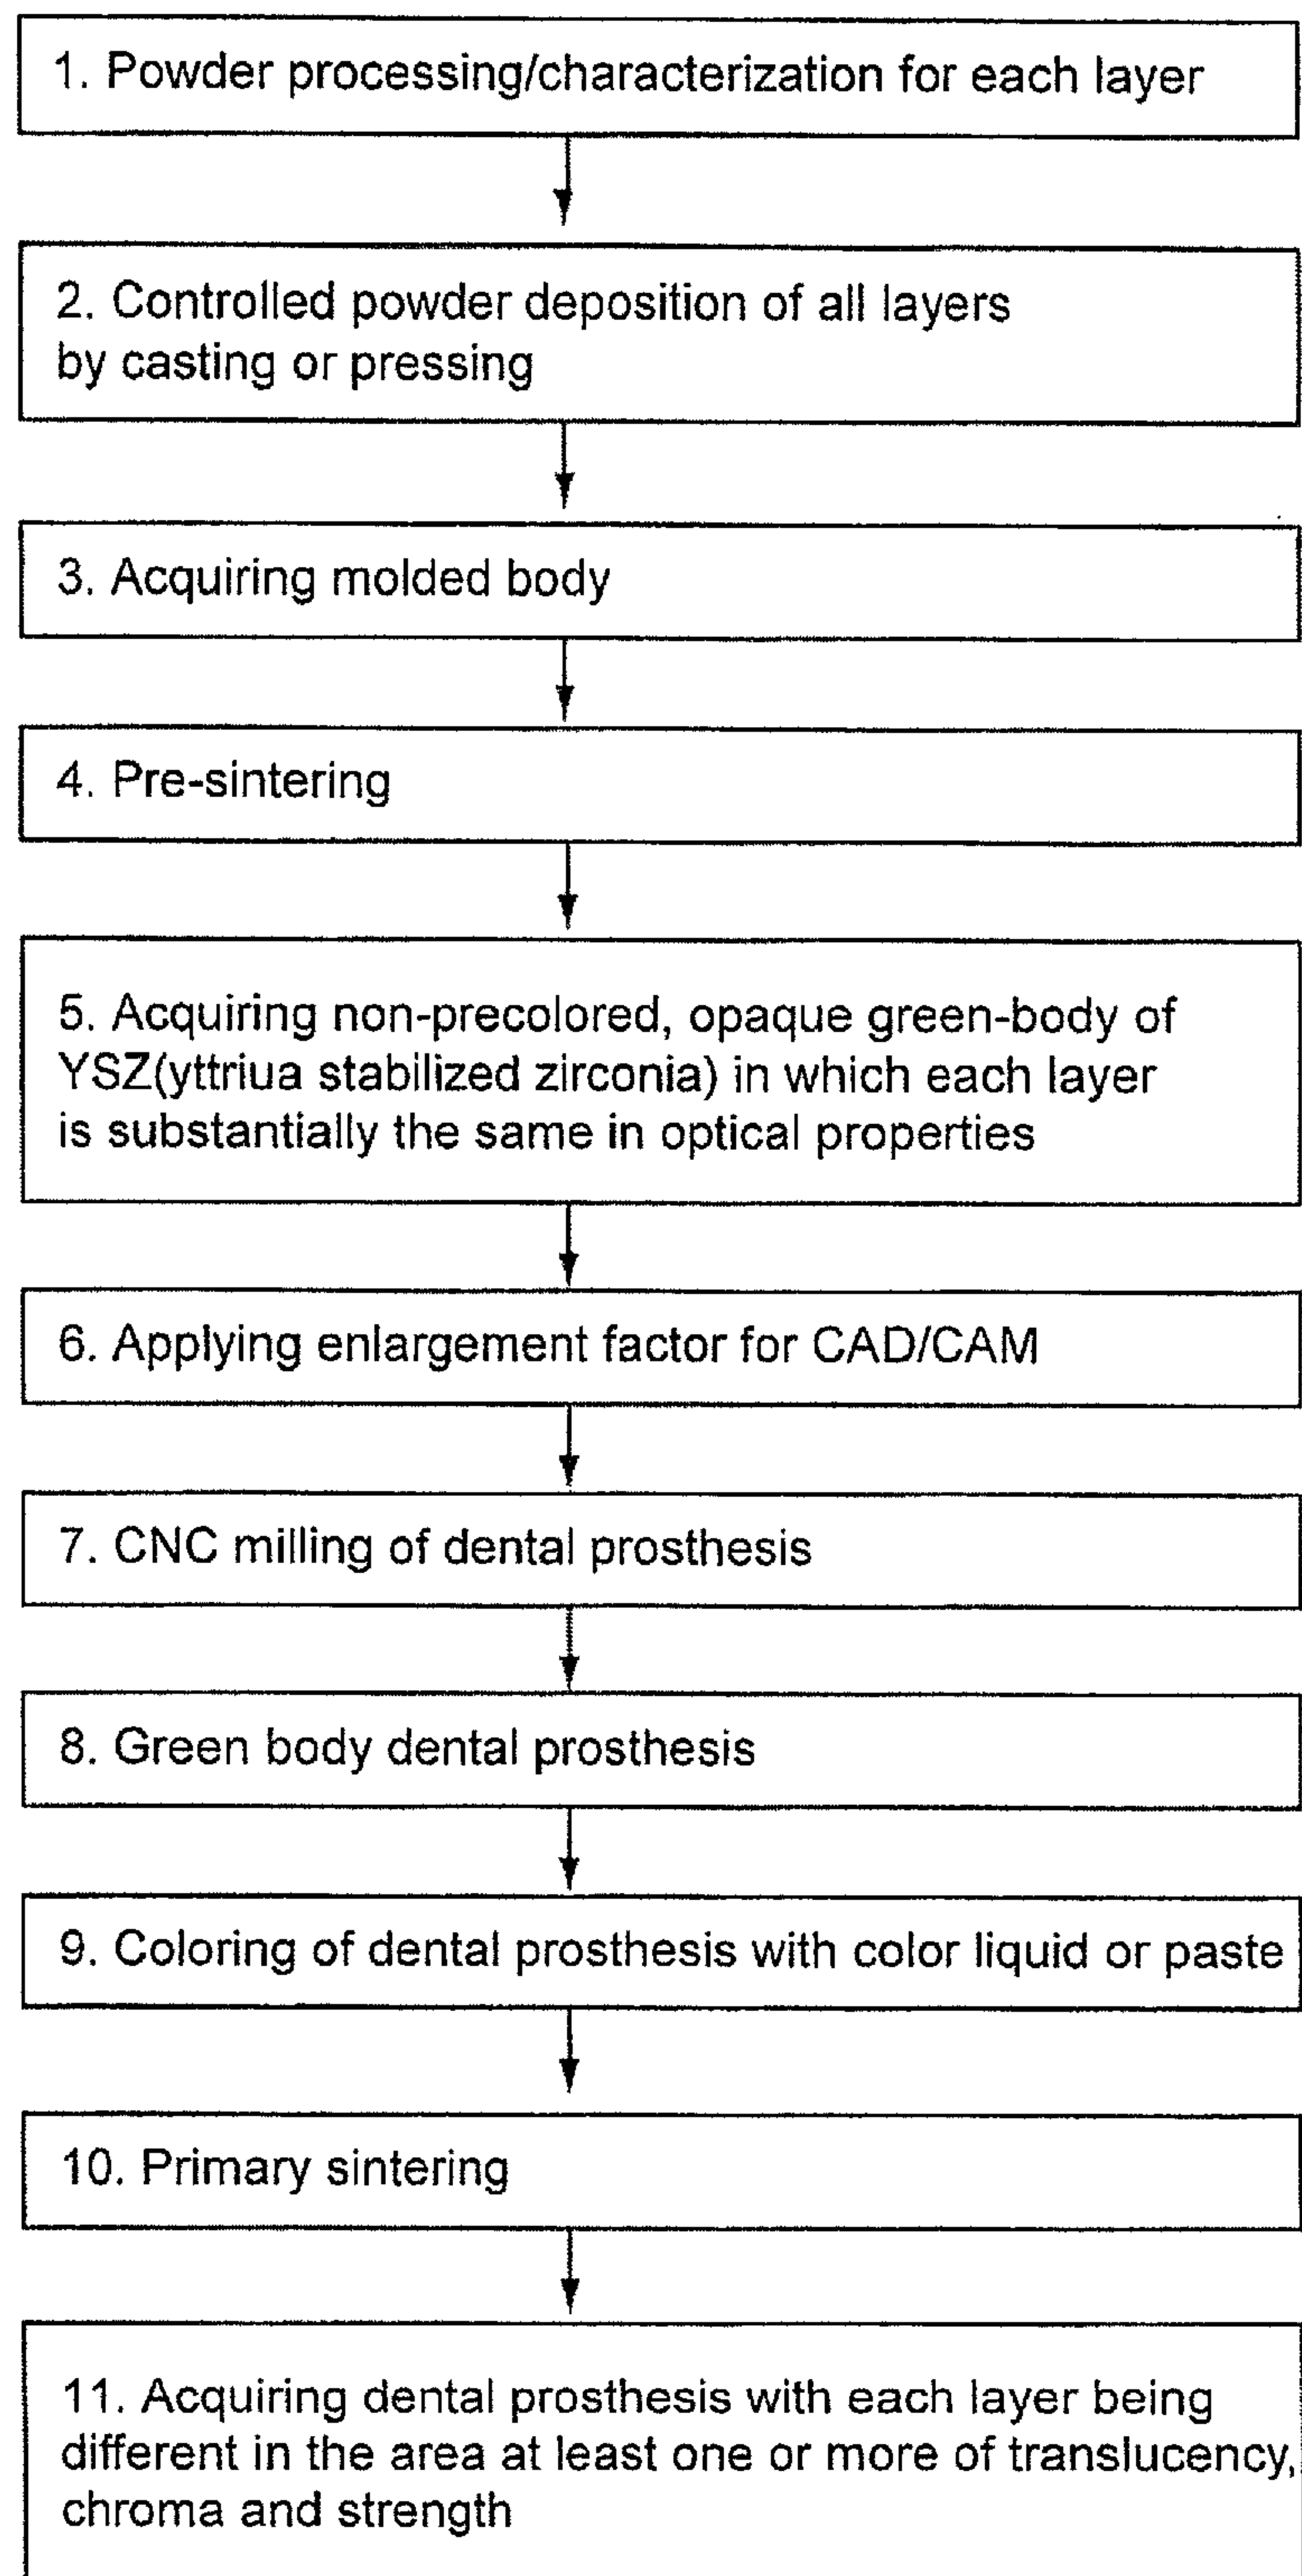 1. Powder processing/characterization for each layer
2. Controlled powder deposition of all layers
by casting or pressing
3. Acquiring molded body
4. Pre-sintering
5. Acquiring non-precolored, opaque green-body of
YSZ(yttriua stabilized zirconia) in which each layer
is substantially the same in optical properties
6. Applying enlargement factor for CAD/CAM
7. CNC milling of dental prosthesis
8. Green body dental prosthesis
9. Coloring of dental prosthesis with color liquid or paste
10. Primary sintering
11. Acquiring dental prosthesis with each layer being
different in the area at least one or more of translucency,
chroma and strength